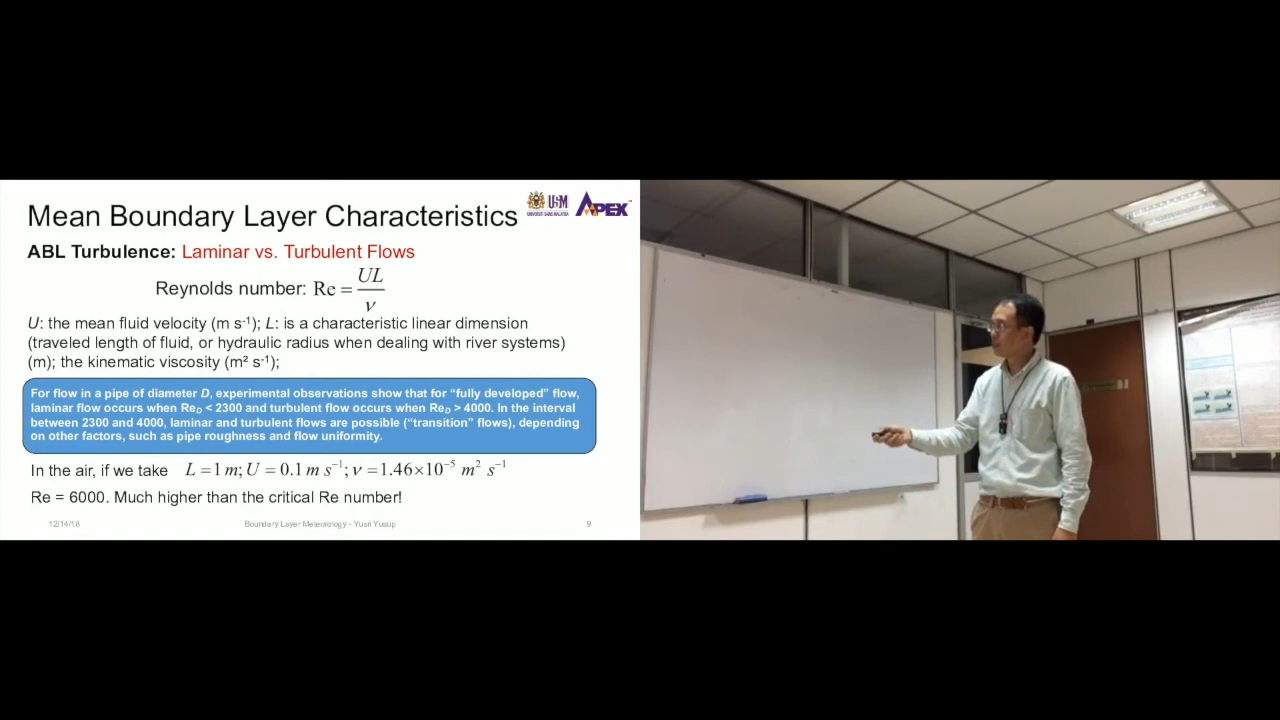 Mean Boundary Layer Characteristics
USM
UNIVERSITI SAINS MALAYSIA
APEX™
ABL Turbulence: Laminar vs. Turbulent Flows
Reynolds number: Re = UL/ν
U: the mean fluid velocity (m s⁻¹); L: is a characteristic linear dimension
(traveled length of fluid, or hydraulic radius when dealing with river systems)
(m); the kinematic viscosity (m² s⁻¹);
For flow in a pipe of diameter D, experimental observations show that for “fully developed” flow,
laminar flow occurs when Re_D < 2300 and turbulent flow occurs when Re_D > 4000. In the interval
between 2300 and 4000, laminar and turbulent flows are possible (“transition” flows), depending
on other factors, such as pipe roughness and flow uniformity.
In the air, if we take L = 1 m; U = 0.1 m s⁻¹; ν = 1.46×10⁻⁵ m² s⁻¹
Re = 6000. Much higher than the critical Re number!
12/14/16 Boundary Layer Meteorology - Yusri Yusup 9